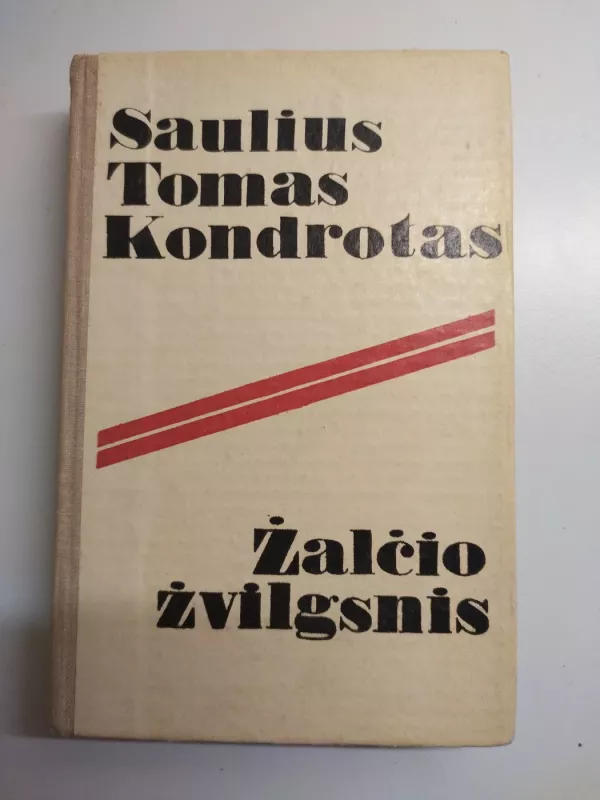 Saulius
Tomas
Kondrotas
Žalčio
žvilgsnis